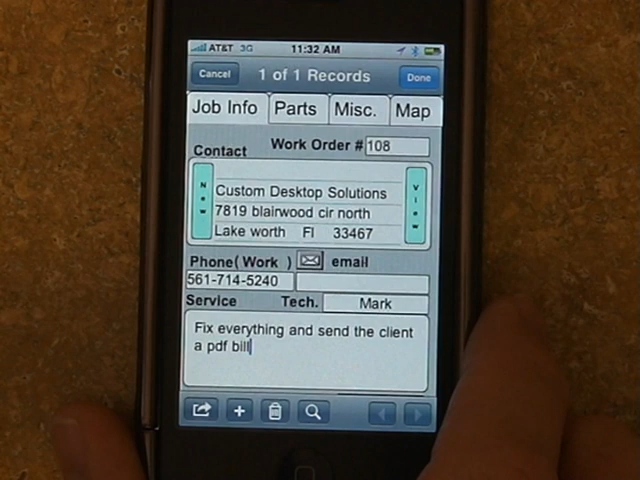 AT&T 3G 11:32 AM
Cancel 1 of 1 Records Done
Job Info Parts Misc. Map
Contact Work Order # 108
New View
Custom Desktop Solutions
7819 blairwood cir north
Lake worth Fl 33467
Phone( Work ) email
561-714-5240
Service Tech. Mark
Fix everything and send the client
a pdf bill